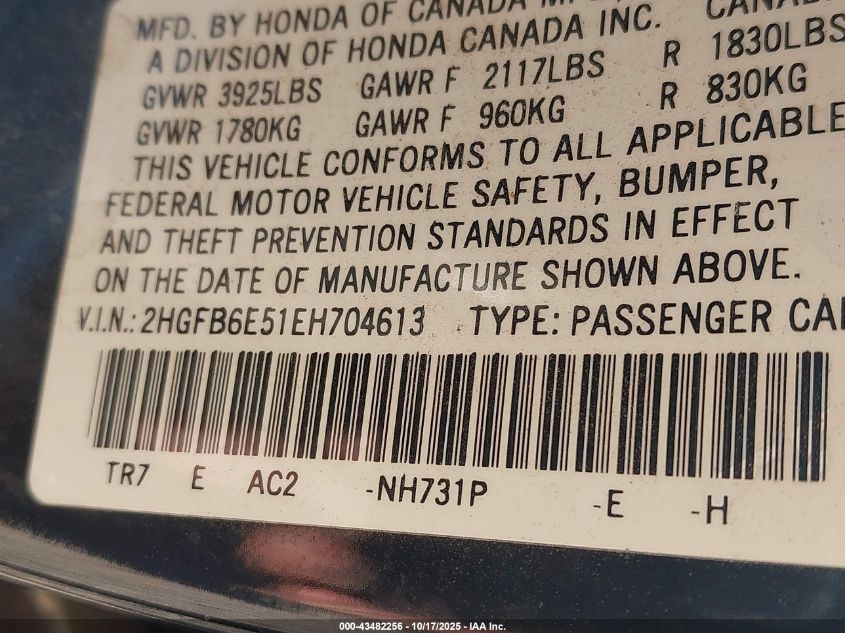 MFD. BY HONDA OF CANADA
A DIVISION OF HONDA CANADA INC.
GVWR 3925LBS GAWR F 2117LBS R 1830LBS
GVWR 1780KG GAWR F 960KG R 830KG
THIS VEHICLE CONFORMS TO ALL APPLICABLE
FEDERAL MOTOR VEHICLE SAFETY, BUMPER,
AND THEFT PREVENTION STANDARDS IN EFFECT
ON THE DATE OF MANUFACTURE SHOWN ABOVE.
V.I.N.: 2HGFB6E51EH704613 TYPE: PASSENGER
TR7 E AC2 -NH731P -E -H
000-43482256 - 10/17/2025 - IAA Inc.